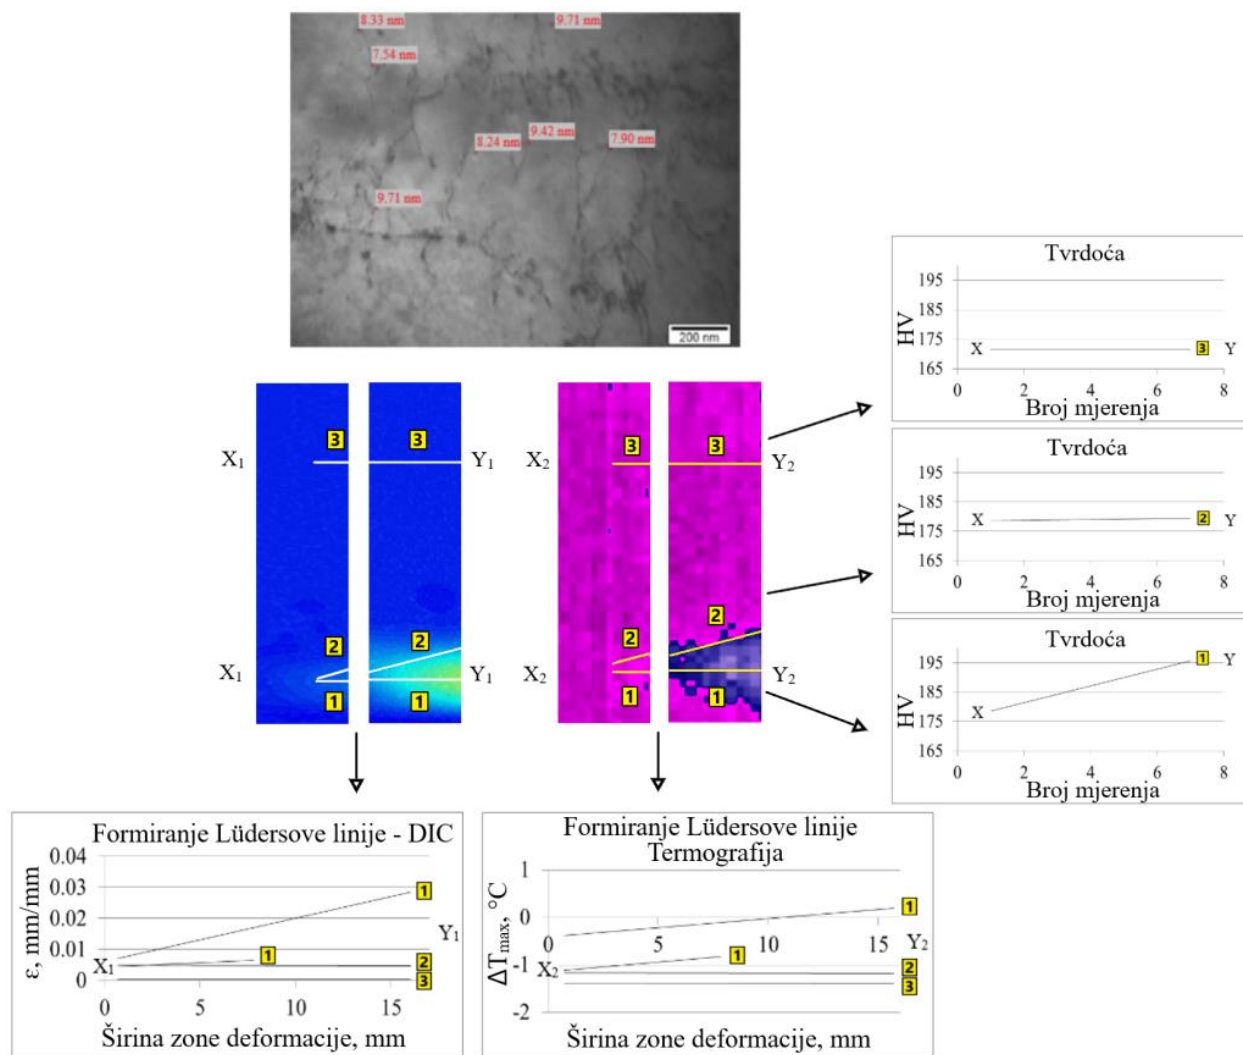 8.33 nm
9.71 nm
7.54 nm
9.42 nm
8.24 nm
7.90 nm
9.71 nm
200 nm
Tvrdoća
195
185
175
165
HV
X
3
Y
0
2
4
6
8
Broj mjerenja
Tvrdoća
195
185
175
165
HV
X
2
Y
0
2
4
6
8
Broj mjerenja
Tvrdoća
195
185
175
165
HV
X
1
Y
0
2
4
6
8
Broj mjerenja
3
3
X₁
Y₁
2
2
X₁
Y₁
1
1
3
3
X₂
Y₂
2
2
X₂
Y₂
1
1
Formiranje Lüdersove linije - DIC
0.04
0.03
0.02
0.01
0
ε, mm/mm
1
Y₁
1
X₁
2
3
0
5
10
15
Širina zone deformacije, mm
Formiranje Lüdersove linije
Termografija
1
0
-1
-2
ΔTmax, °C
1
0
5
10
15
Y₂
X₂
1
2
3
Širina zone deformacije, mm